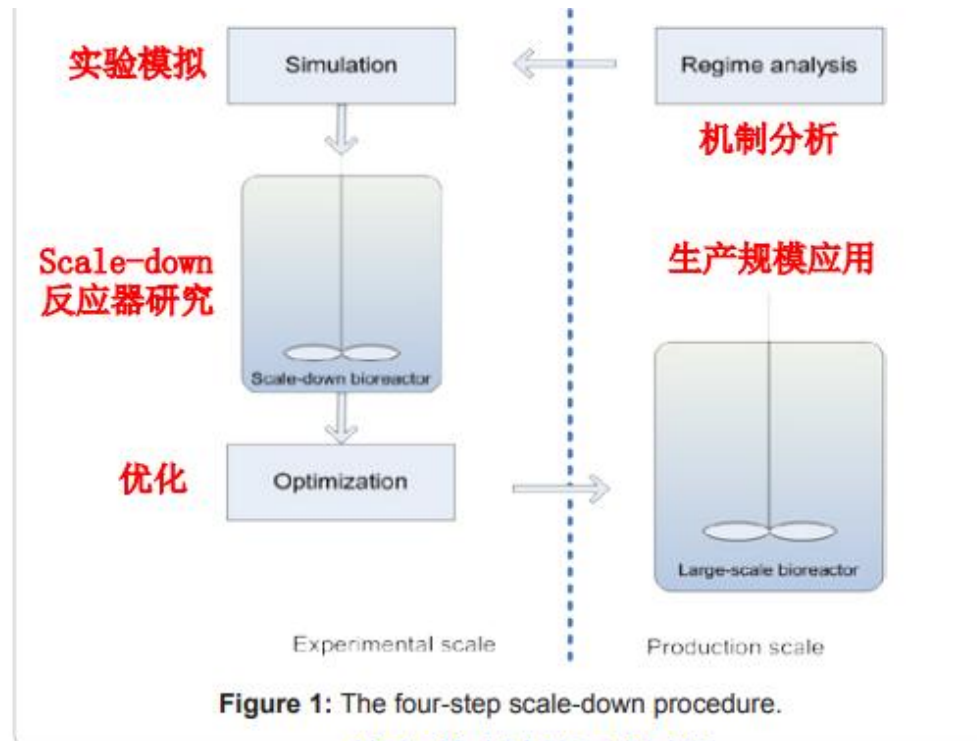 实验模拟
Simulation
Regime analysis
机制分析
Scale-down
反应器研究
Scale-down bioreactor
生产规模应用
优化
Optimization
Large-scale bioreactor
Experimental scale
Production scale
Figure 1: The four-step scale-down procedure.